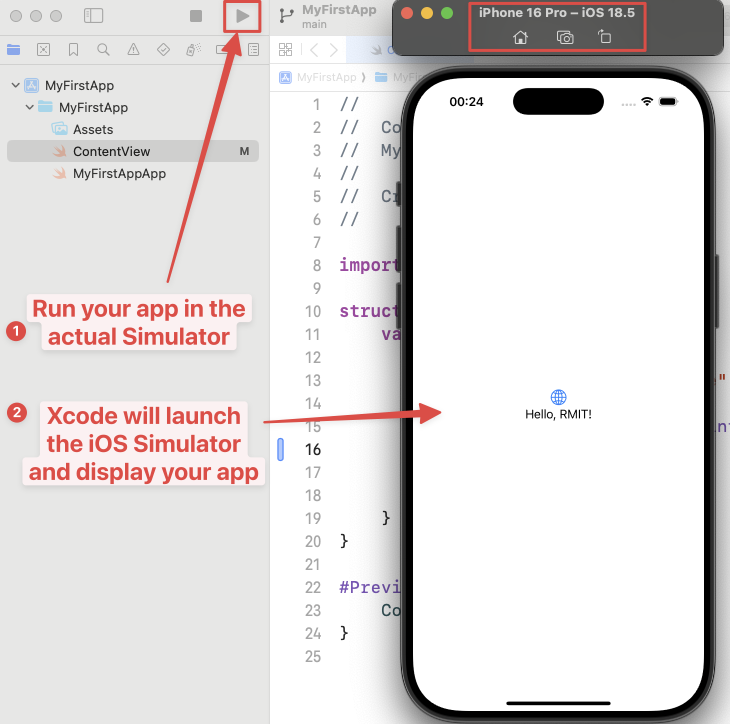 MyFirstApp
main
iPhone 16 Pro – iOS 18.5
MyFirstApp
MyFirstApp
Assets
ContentView M
MyFirstAppApp
MyFirstApp
1 //
2 // Co
3 // My
4 //
5 // Cr
6 //
7
8 import
9
10 struct
11 va
12
13 "
14
15
16
17
18
19 }
20 }
21
22 #Previ
23 Co
24 }
25
00:24
Hello, RMIT!
1 Run your app in the
actual Simulator
2 Xcode will launch
the iOS Simulator
and display your app